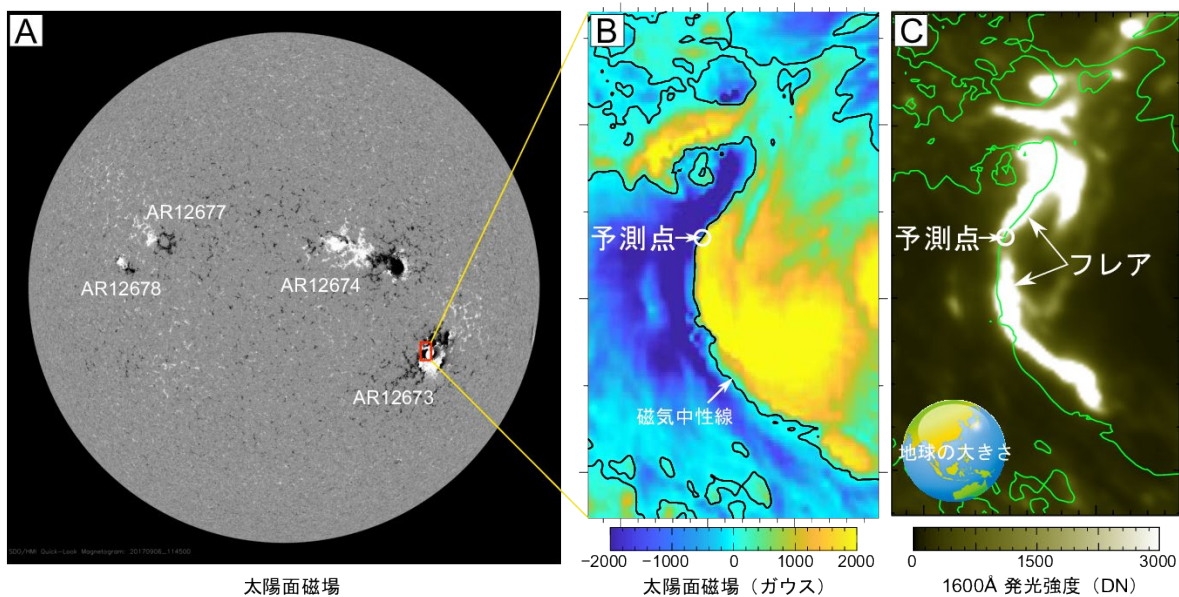 A
AR12677
AR12678
AR12674
AR12673
SDO/HMI Quick-Look Magnetogram: 20170906_114500
太陽面磁場
B
予測点
磁気中性線
−2000 −1000 0 1000 2000
太陽面磁場（ガウス）
C
予測点
フレア
地球の大きさ
0 3000
1600Å 発光強度（DN）